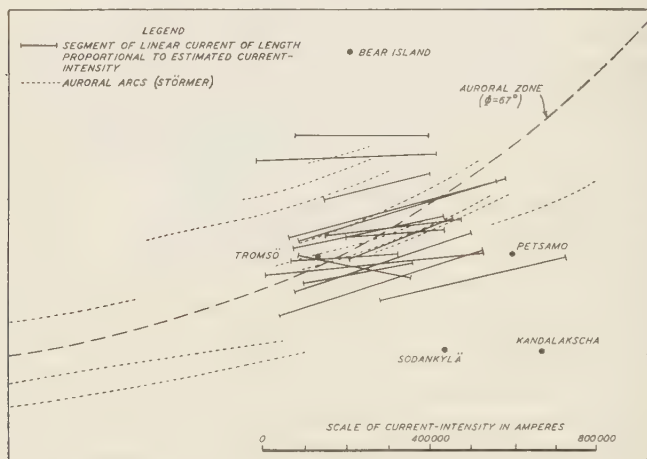 LEGEND
SEGMENT OF LINEAR CURRENT OF LENGTH
PROPORTIONAL TO ESTIMATED CURRENT-
INTENSITY
AURORAL ARCS (STÖRMER)
BEAR ISLAND
AURORAL ZONE
(ϕ=67°)
TROMSÖ
PETSAMO
SODANKYLÄ
KANDALAKSCHA
SCALE OF CURRENT-INTENSITY IN AMPERES
0 400000 800000